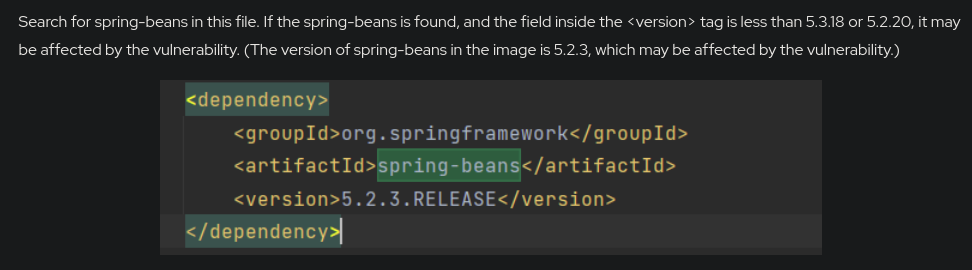 Search for spring-beans in this file. If the spring-beans is found, and the field inside the <version> tag is less than 5.3.18 or 5.2.20, it may
be affected by the vulnerability. (The version of spring-beans in the image is 5.2.3, which may be affected by the vulnerability.)
<dependency>
<groupId>org.springframework</groupId>
<artifactId>spring-beans</artifactId>
<version>5.2.3.RELEASE</version>
</dependency>